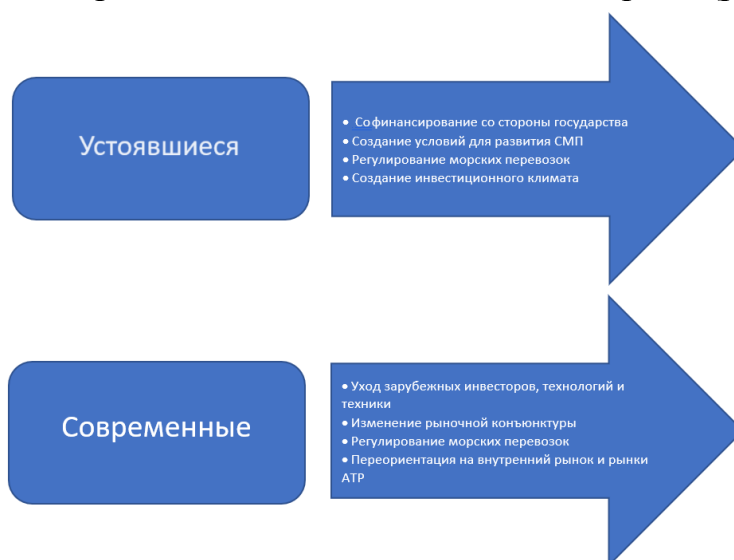 Устоявшиеся
• Софинансирование со стороны государства
• Создание условий для развития СМП
• Регулирование морских перевозок
• Создание инвестиционного климата
Современные
• Уход зарубежных инвесторов, технологий и
техники
• Изменение рыночной конъюнктуры
• Регулирование морских перевозок
• Переориентация на внутренний рынок и рынки
АТР